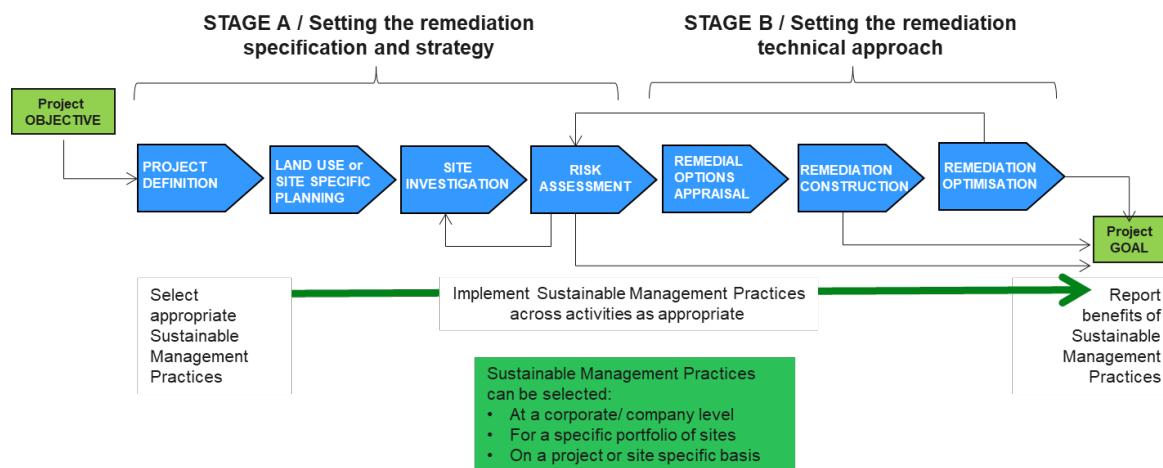 STAGE A / Setting the remediation
specification and strategy
STAGE B / Setting the remediation
technical approach
Project
OBJECTIVE
PROJECT
DEFINITION
LAND USE or
SITE SPECIFIC
PLANNING
SITE
INVESTIGATION
RISK
ASSESSMENT
REMEDIAL
OPTIONS
APPRAISAL
REMEDIATION
CONSTRUCTION
REMEDIATION
OPTIMISATION
Project
GOAL
Select
appropriate
Sustainable
Management
Practices
Implement Sustainable Management Practices
across activities as appropriate
Report
benefits of
Sustainable
Management
Practices
Sustainable Management Practices
can be selected:
• At a corporate/ company level
• For a specific portfolio of sites
• On a project or site specific basis